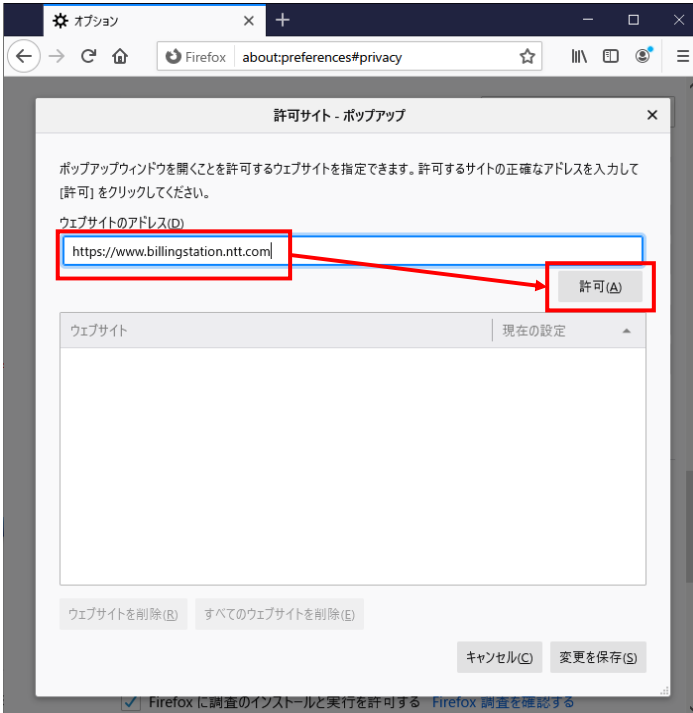 オプション
Firefox about:preferences#privacy
許可サイト - ポップアップ
ポップアップウィンドウを開くことを許可するウェブサイトを指定できます。許可するサイトの正確なアドレスを入力して
[許可] をクリックしてください。
ウェブサイトのアドレス(D)
https://www.billingstation.ntt.com
許可(A)
ウェブサイト 現在の設定
ウェブサイトを削除(R) すべてのウェブサイトを削除(E)
キャンセル(C) 変更を保存(S)
Firefox に調査のインストールと実行を許可する Firefox 調査を確認する